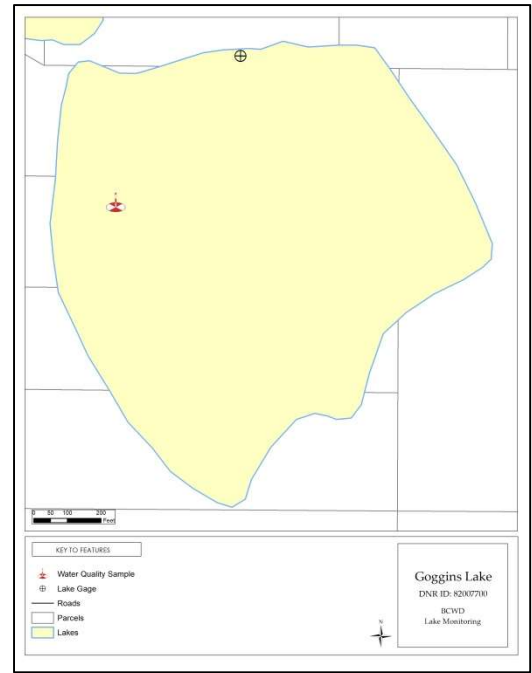 0 50 100 200
Feet
KEY TO FEATURES
Water Quality Sample
Lake Gage
Roads
Parcels
Lakes
N
Goggins Lake
DNR ID: 82007700
BCWD
Lake Monitoring